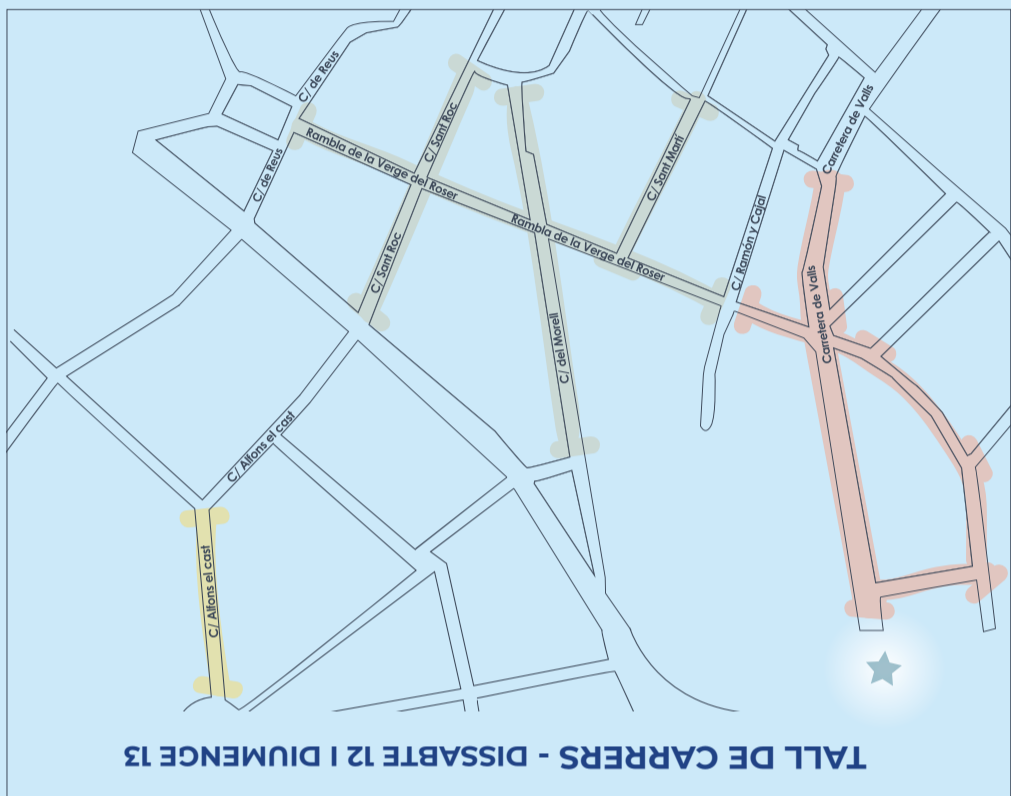 C/ de Reus
C/ de Reus
C/ Sant Roc
Rambla de la Verge del Roser
C/ Sant Roc
C/ Sant Martí
Rambla de la Verge del Roser
C/ Ramón y Cajal
Carretera de Valls
Carretera de Valls
C/ del Morell
C/ Alfons el cast
C/ Alfons el cast
TALL DE CARRERS - DISSABTE 12 I DIUMENGE 13